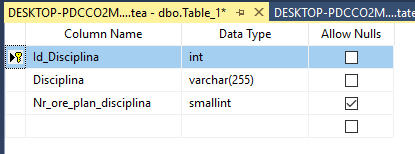 DESKTOP-PDCCO2M....tea - dbo.Table_1* DESKTOP-PDCCO2M....tate
Column Name Data Type Allow Nulls
Id_Disciplina int
Disciplina varchar(255)
Nr_ore_plan_disciplina smallint